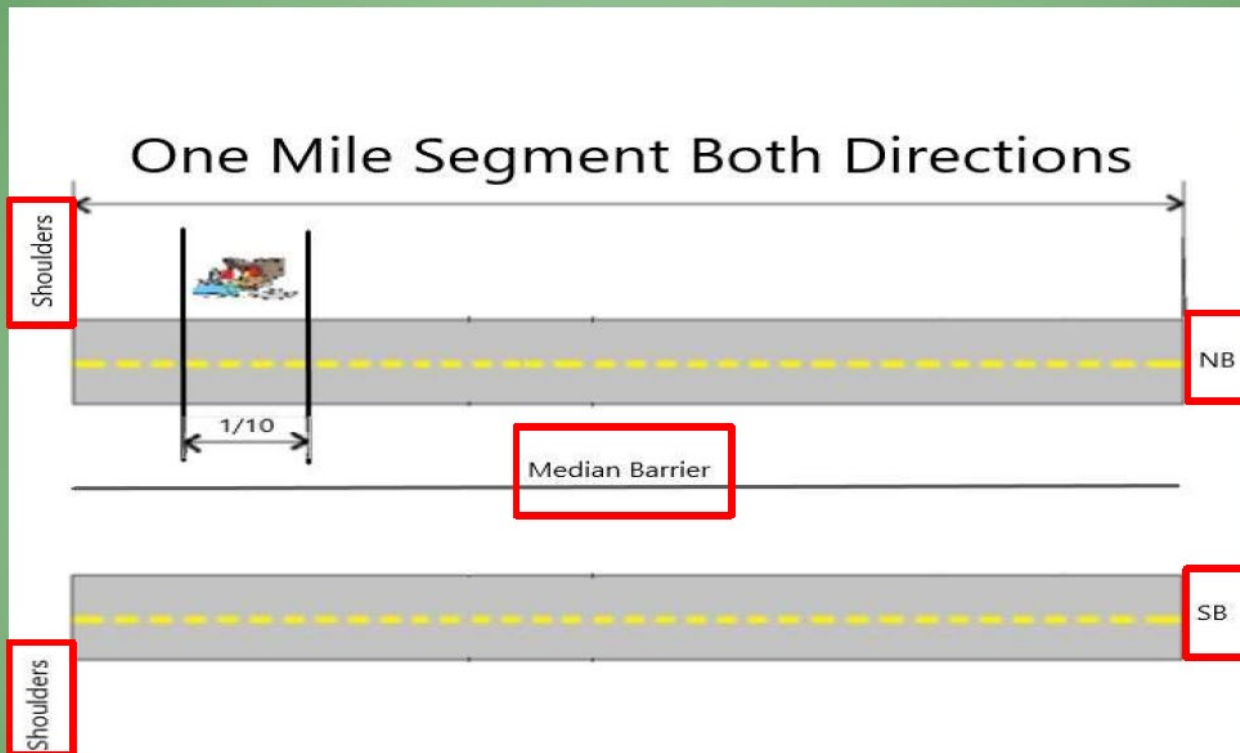 One Mile Segment Both Directions
Shoulders
NB
1/10
Median Barrier
SB
Shoulders